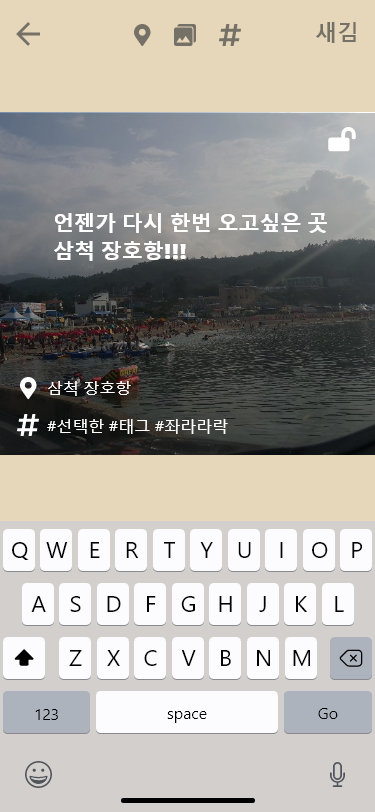 새김
언젠가 다시 한번 오고싶은 곳
삼척 장호항!!!
삼척 장호항
#선택한 #태그 #좌라라락
Q W E R T Y U I O P
A S D F G H J K L
Z X C V B N M
123 space Go